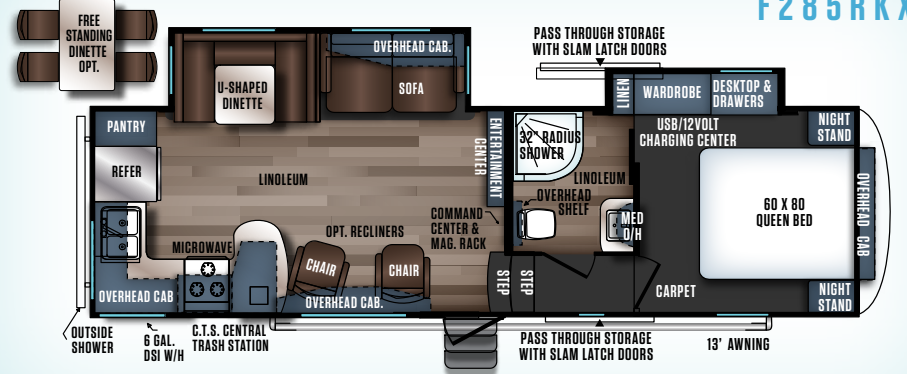 F285RKX
FREE
STANDING
DINETTE
OPT.
PASS THROUGH STORAGE
WITH SLAM LATCH DOORS
OVERHEAD CAB.
U-SHAPED
DINETTE
SOFA
LINEN
WARDROBE
DESKTOP &
DRAWERS
PANTRY
ENTERTAINMENT
CENTER
32" RADIUS
SHOWER
USB/12VOLT
CHARGING CENTER
NIGHT
STAND
REFER
LINOLEUM
LINOLEUM
OVERHEAD
SHELF
60 X 80
QUEEN BED
OVERHEAD CAB
COMMAND
CENTER &
MAG. RACK
MED
O/H
OPT. RECLINERS
MICROWAVE
CHAIR
CHAIR
STEP
STEP
CARPET
NIGHT
STAND
OVERHEAD CAB
OVERHEAD CAB.
OUTSIDE
SHOWER
6 GAL.
DSI W/H
C.T.S. CENTRAL
TRASH STATION
PASS THROUGH STORAGE
WITH SLAM LATCH DOORS
13' AWNING